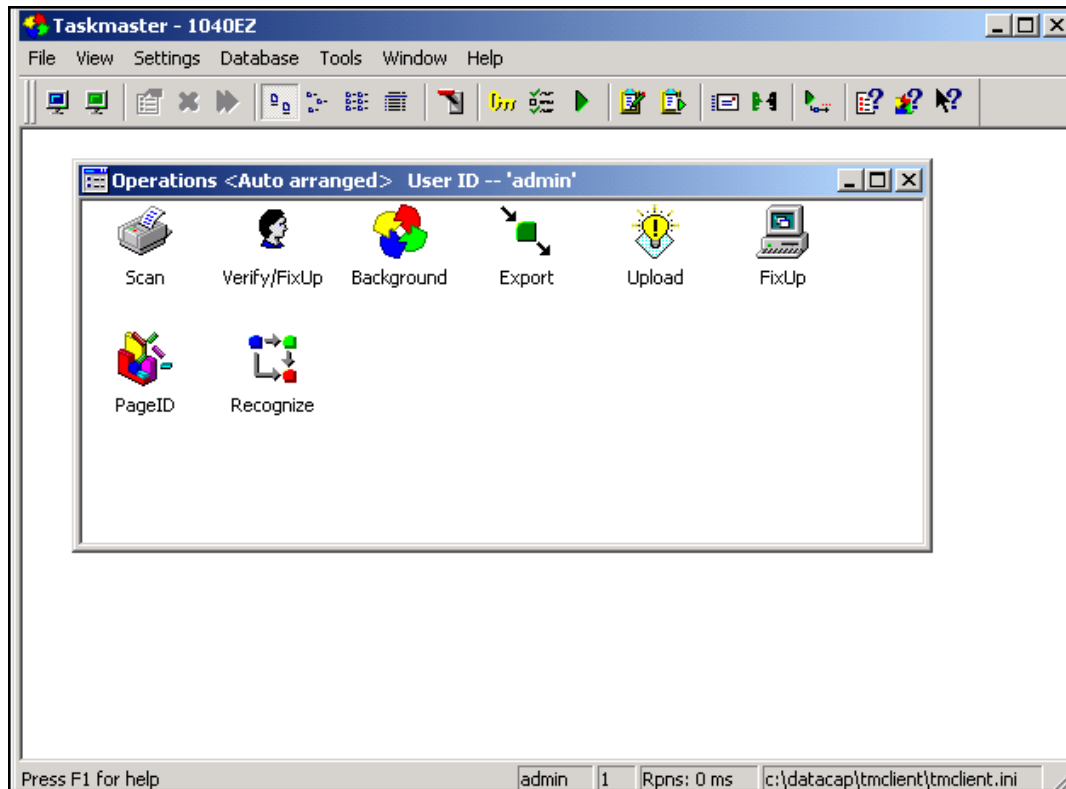 Taskmaster - 1040EZ
File View Settings Database Tools Window Help
Operations <Auto arranged> User ID -- 'admin'
Scan Verify/FixUp Background Export Upload FixUp
PageID Recognize
Press F1 for help admin 1 Rpns: 0 ms c:\datacap\tmclient\tmclient.ini